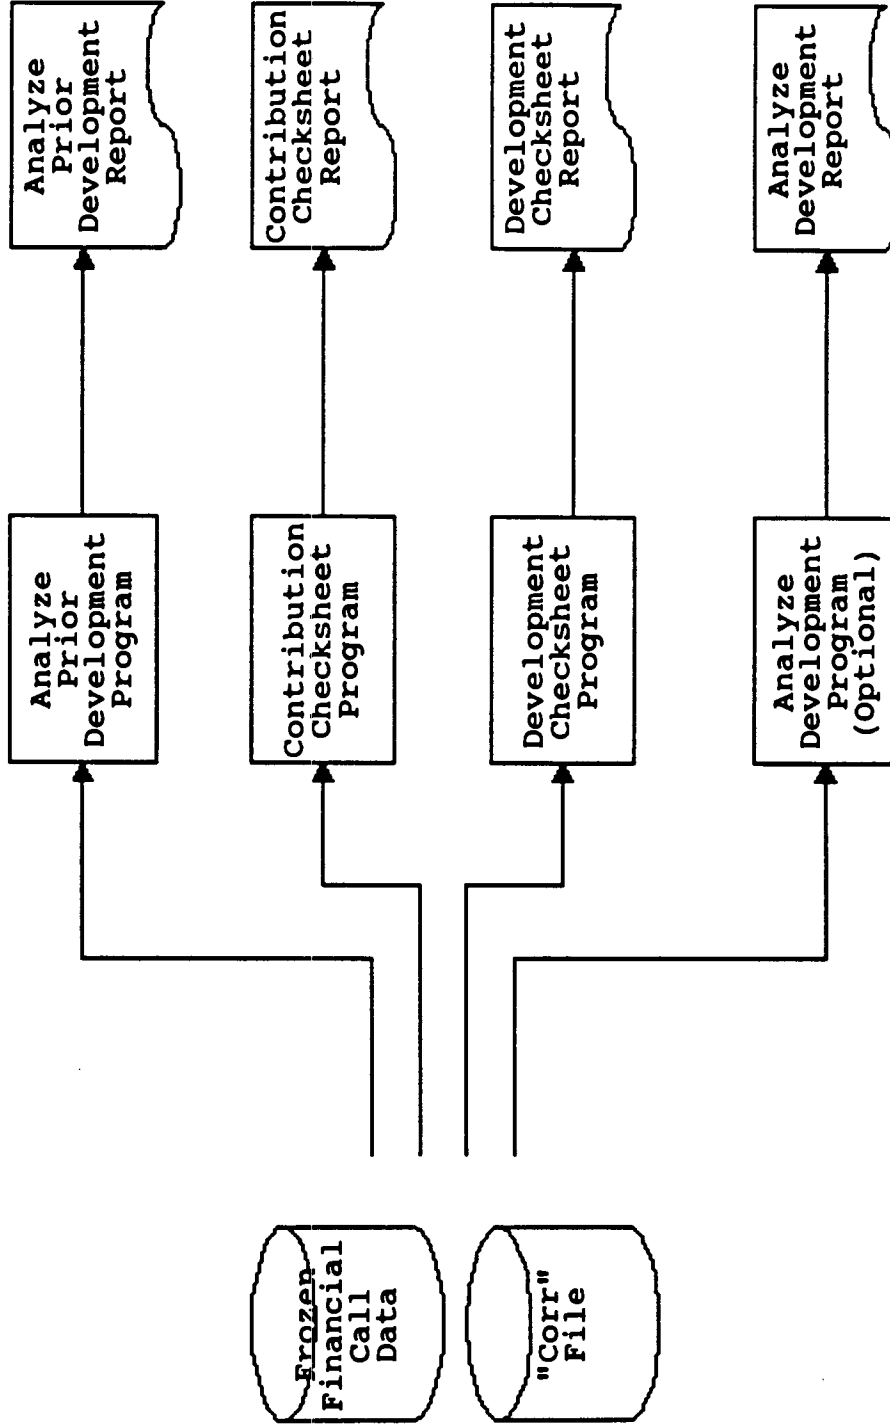 Frozen
Financial
Call
Data
"Corr"
File
Analyze
Prior
Development
Program
Contribution
Checksheet
Program
Development
Checksheet
Program
Analyze
Development
Program
(Optional)
Analyze
Prior
Development
Report
Contribution
Checksheet
Report
Development
Checksheet
Report
Analyze
Development
Report